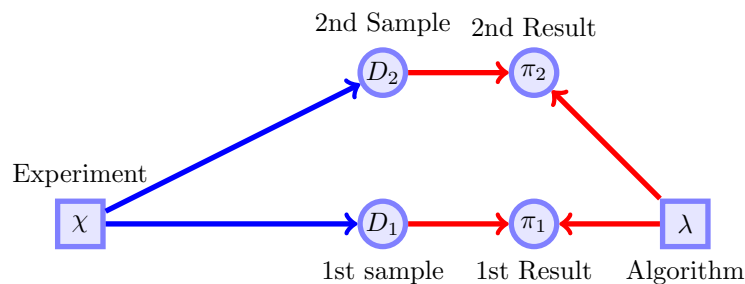 2nd Sample 2nd Result
D₂ π₂
Experiment
χ D₁ π₁ λ
1st sample 1st Result Algorithm